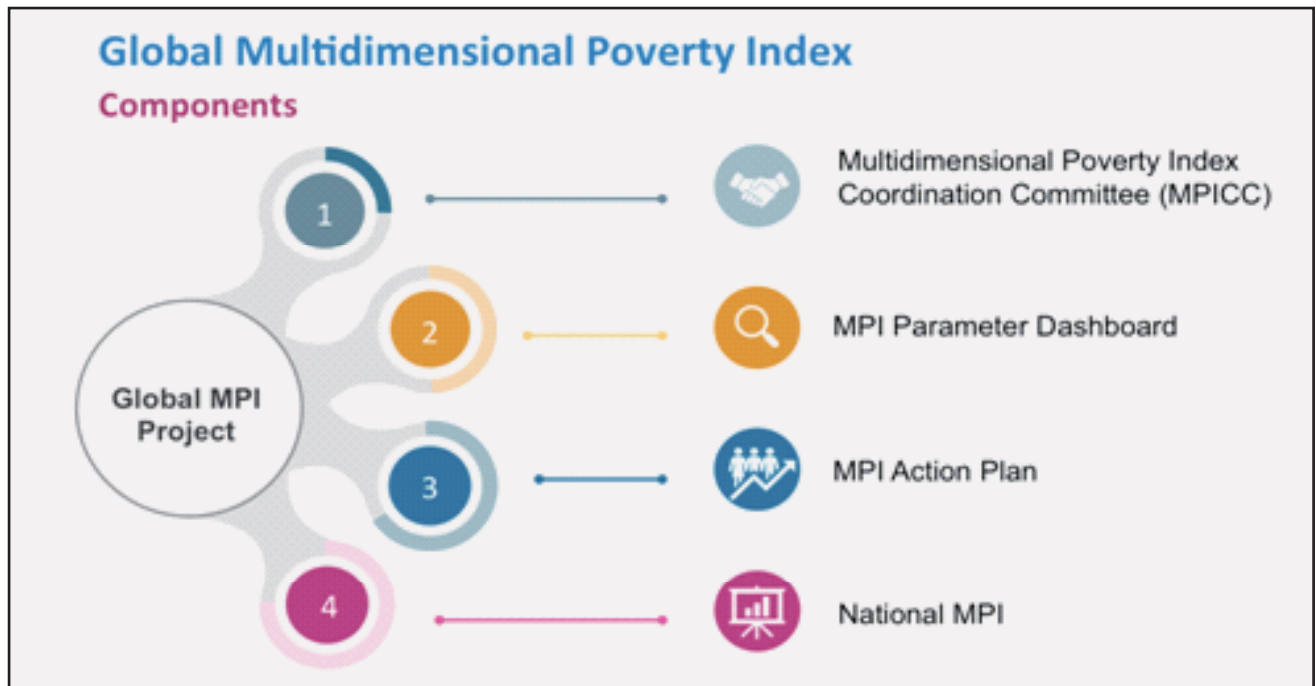 Global Multidimensional Poverty Index
Components
1
Multidimensional Poverty Index
Coordination Committee (MPICC)
2
MPI Parameter Dashboard
Global MPI
Project
3
MPI Action Plan
4
National MPI